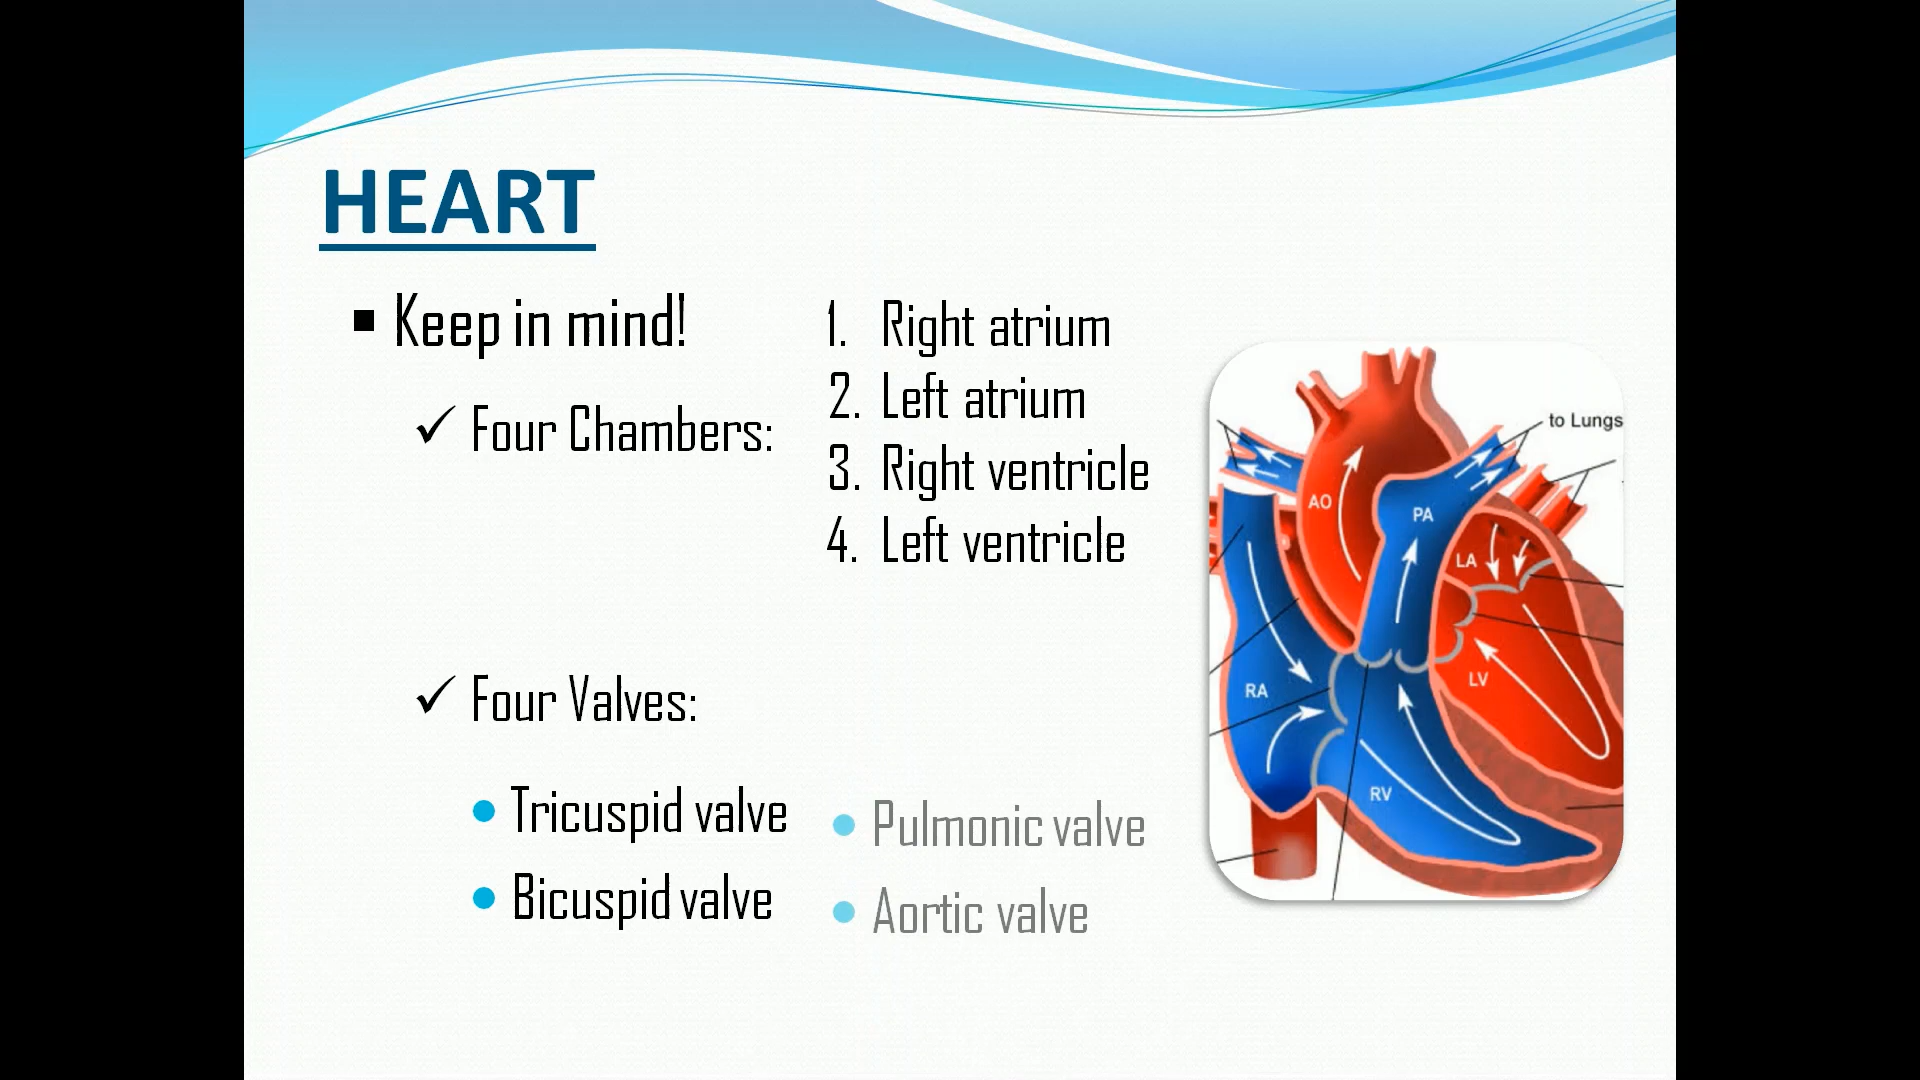 HEART
Keep in mind!
Four Chambers:
1. Right atrium
2. Left atrium
3. Right ventricle
4. Left ventricle
Four Valves:
Tricuspid valve
Bicuspid valve
Pulmonic valve
Aortic valve
to Lungs
AO
PA
LA
LV
RA
RV